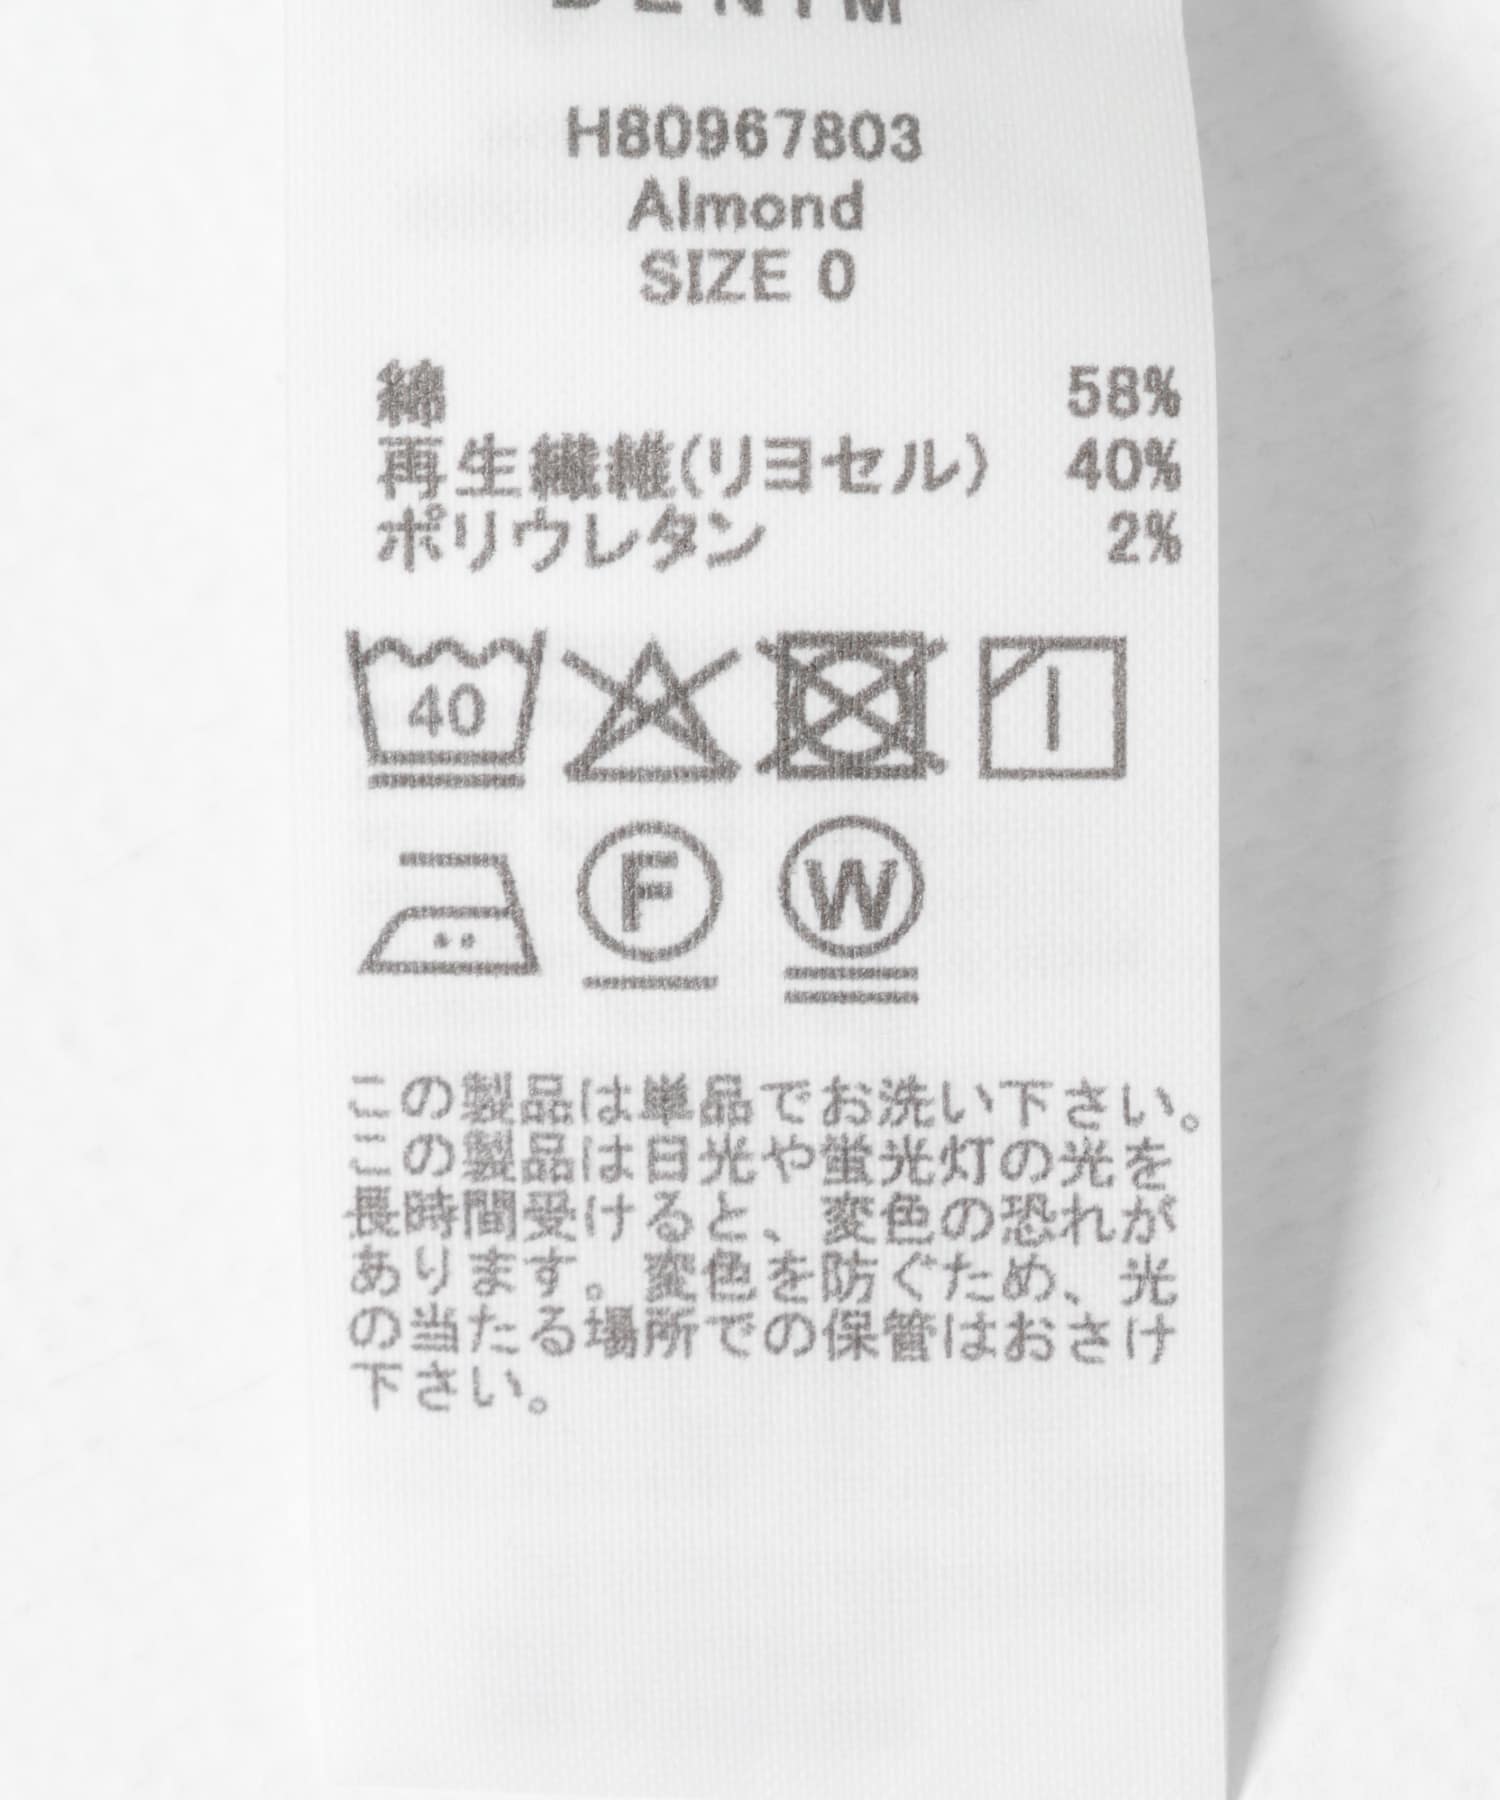 DENIM
H80967803
Almond
SIZE 0
綿 58%
再生繊維(リヨセル) 40%
ポリウレタン 2%
40
F
W
この製品は単品でお洗い下さい。
この製品は日光や蛍光灯の光を
長時間受けると、変色の恐れが
あります。変色を防ぐため、光
の当たる場所での保管はおさけ
下さい。